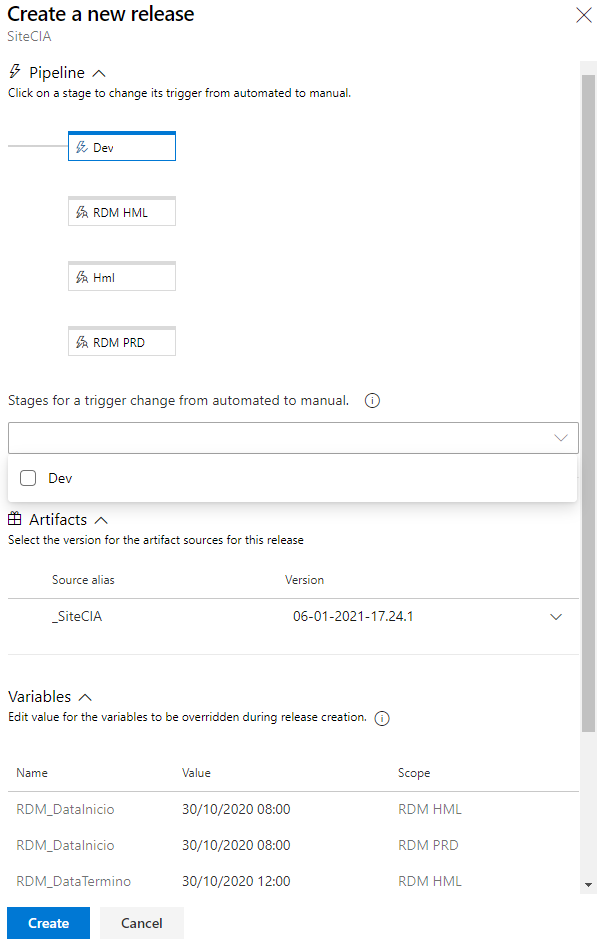 Create a new release
SiteCIA
Pipeline
Click on a stage to change its trigger from automated to manual.
Dev
RDM HML
Hml
RDM PRD
Stages for a trigger change from automated to manual.
Dev
Artifacts
Select the version for the artifact sources for this release
Source alias Version
_SiteCIA 06-01-2021-17.24.1
Variables
Edit value for the variables to be overridden during release creation.
Name Value Scope
RDM_DataInicio 30/10/2020 08:00 RDM HML
RDM_DataInicio 30/10/2020 08:00 RDM PRD
RDM_DataTermino 30/10/2020 12:00 RDM HML
Create Cancel